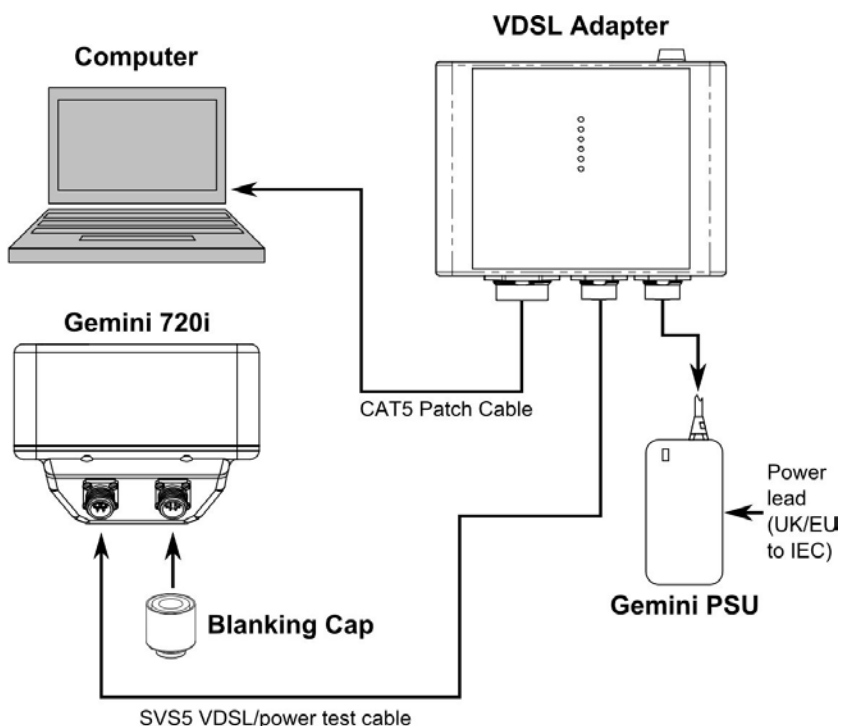 VDSL Adapter
Computer
Gemini 720i
CAT5 Patch Cable
Power
lead
(UK/EU
to IEC)
Gemini PSU
Blanking Cap
SVS5 VDSL/power test cable